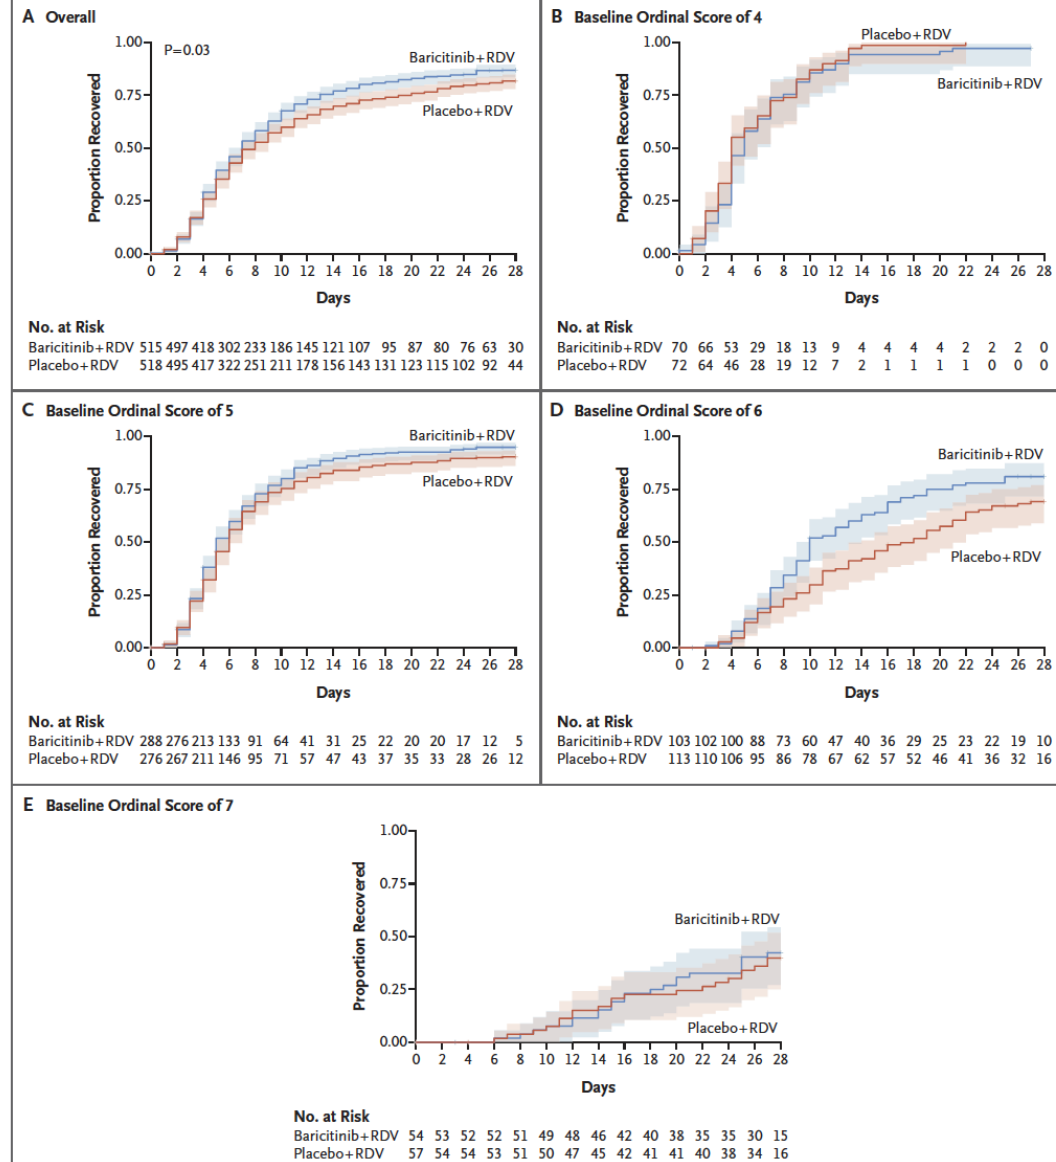 A Overall
1.00
P=0.03
Baricitinib+RDV
0.75
Placebo+RDV
0.50
0.25
0.00
Proportion Recovered
0 2 4 6 8 10 12 14 16 18 20 22 24 26 28
Days
No. at Risk
Baricitinib+RDV 515 497 418 302 233 186 145 121 107 95 87 80 76 63 30
Placebo+RDV 518 495 417 322 251 211 178 156 143 131 123 115 102 92 44
B Baseline Ordinal Score of 4
Placebo+RDV
1.00
Baricitinib+RDV
0.75
0.50
0.25
0.00
Proportion Recovered
0 2 4 6 8 10 12 14 16 18 20 22 24 26 28
Days
No. at Risk
Baricitinib+RDV 70 66 53 29 18 13 9 4 4 4 4 2 2 2 0
Placebo+RDV 72 64 46 28 19 12 7 2 1 1 1 1 0 0 0
C Baseline Ordinal Score of 5
1.00
Baricitinib+RDV
Placebo+RDV
0.75
0.50
0.25
0.00
Proportion Recovered
0 2 4 6 8 10 12 14 16 18 20 22 24 26 28
Days
No. at Risk
Baricitinib+RDV 288 276 213 133 91 64 41 31 25 22 20 20 17 12 5
Placebo+RDV 276 267 211 146 95 71 57 47 43 37 35 33 28 26 12
D Baseline Ordinal Score of 6
1.00
Baricitinib+RDV
0.75
0.50
Placebo+RDV
0.25
0.00
Proportion Recovered
0 2 4 6 8 10 12 14 16 18 20 22 24 26 28
Days
No. at Risk
Baricitinib+RDV 103 102 100 88 73 60 47 40 36 29 25 23 22 19 10
Placebo+RDV 113 110 106 95 86 78 67 62 57 52 46 41 36 32 16
E Baseline Ordinal Score of 7
1.00
0.75
Baricitinib+RDV
0.50
0.25
Placebo+RDV
0.00
Proportion Recovered
0 2 4 6 8 10 12 14 16 18 20 22 24 26 28
Days
No. at Risk
Baricitinib+RDV 54 53 52 52 51 49 48 46 42 40 38 35 35 30 15
Placebo+RDV 57 54 54 53 51 50 47 45 42 41 41 40 38 34 16